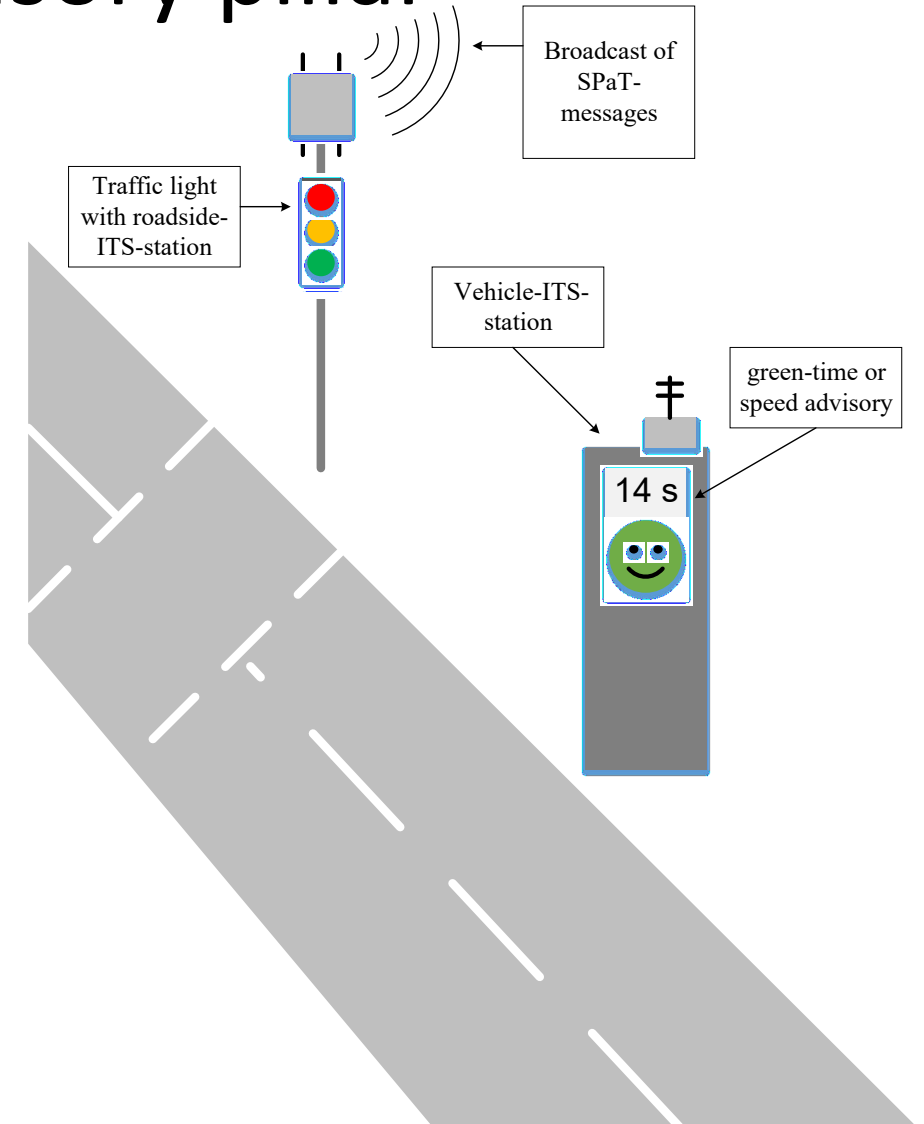 Broadcast of
SPaT-
messages
Traffic light
with roadside-
ITS-station
Vehicle-ITS-
station
green-time or
speed advisory
14 s